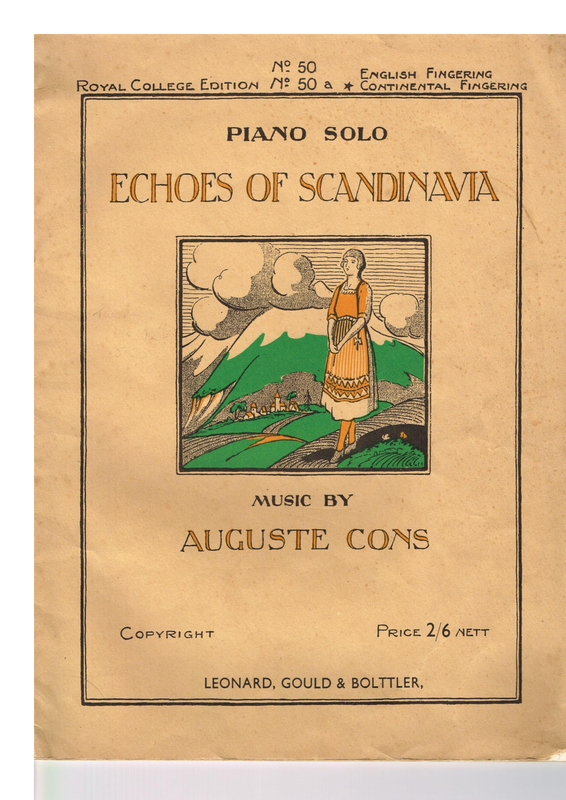 Nº 50 English Fingering
Royal College Edition Nº 50 a ★ Continental Fingering
PIANO SOLO
ECHOES OF SCANDINAVIA
MUSIC BY
AUGUSTE CONS
Copyright Price 2/6 nett
LEONARD, GOULD & BOLTTLER,